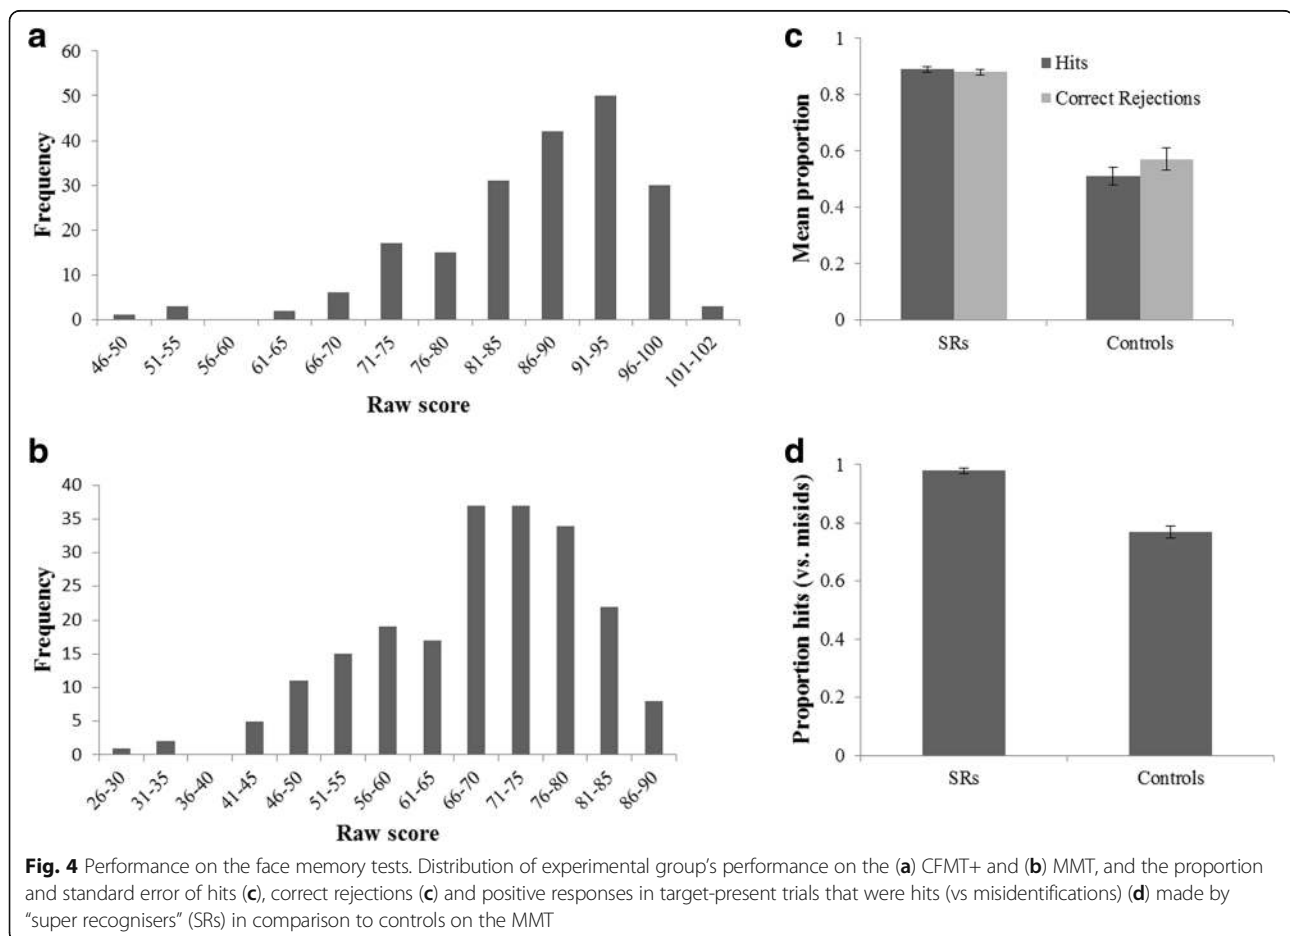 a
60
50
40
30
20
10
0
Frequency
46-50 51-55 56-60 61-65 66-70 71-75 76-80 81-85 86-90 91-95 96-100 101-102
Raw score
c
1
0.8
0.6
0.4
0.2
0
Mean proportion
Hits
Correct Rejections
SRs Controls
b
40
35
30
25
20
15
10
5
0
Frequency
26-30 31-35 36-40 41-45 46-50 51-55 56-60 61-65 66-70 71-75 76-80 81-85 86-90
Raw score
d
1
0.8
0.6
0.4
0.2
0
Proportion hits (vs. misids)
SRs Controls
Fig. 4 Performance on the face memory tests. Distribution of experimental group's performance on the (a) CFMT+ and (b) MMT, and the proportion
and standard error of hits (c), correct rejections (c) and positive responses in target-present trials that were hits (vs misidentifications) (d) made by
“super recognisers” (SRs) in comparison to controls on the MMT